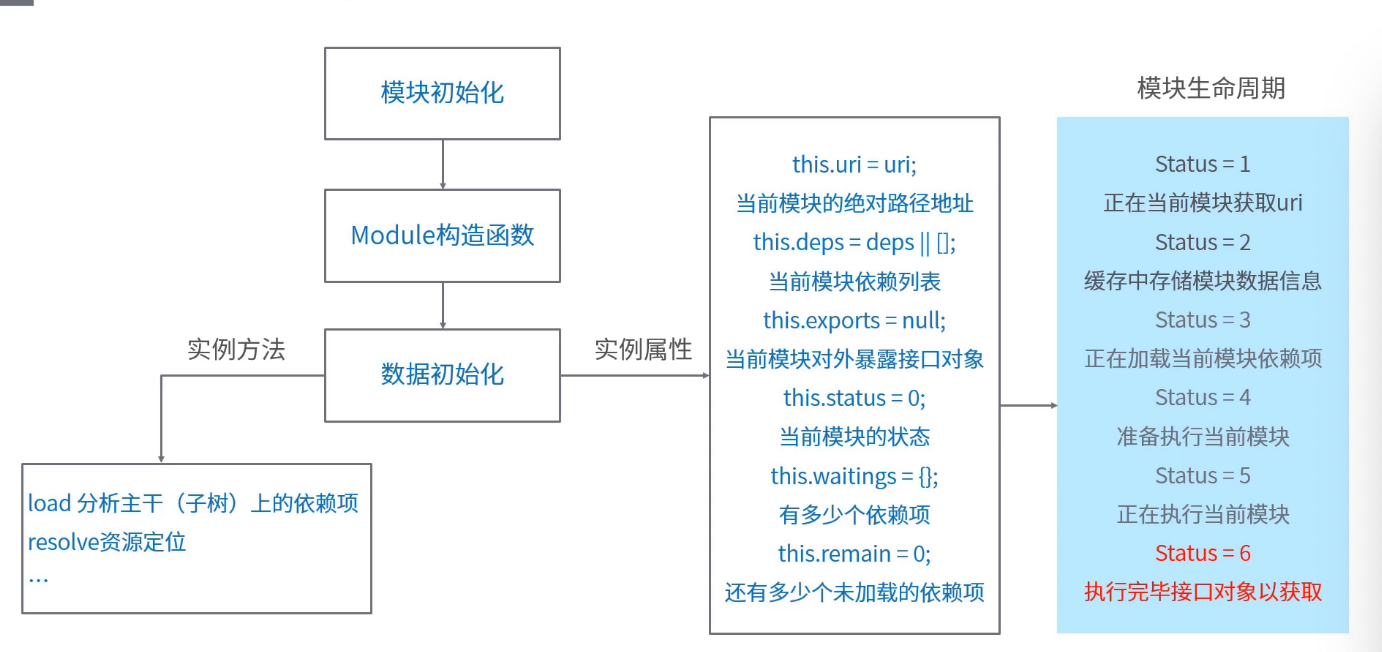 模块初始化
Module构造函数
实例方法
数据初始化
实例属性
load 分析主干（子树）上的依赖项
resolve资源定位
...
this.uri = uri;
当前模块的绝对路径地址
this.deps = deps || [];
当前模块依赖列表
this.exports = null;
当前模块对外暴露接口对象
this.status = 0;
当前模块的状态
this.waitings = {};
有多少个依赖项
this.remain = 0;
还有多少个未加载的依赖项
模块生命周期
Status = 1
正在当前模块获取uri
Status = 2
缓存中存储模块数据信息
Status = 3
正在加载当前模块依赖项
Status = 4
准备执行当前模块
Status = 5
正在执行当前模块
Status = 6
执行完毕接口对象以获取